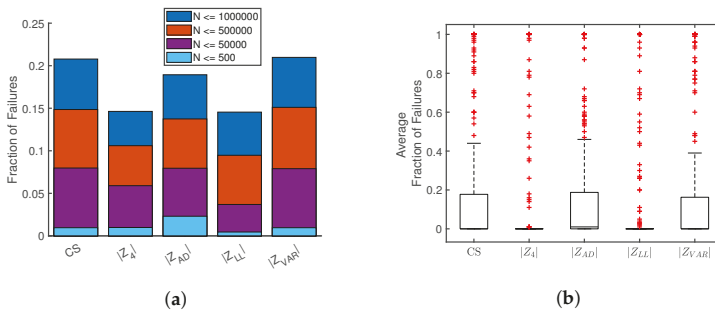 N <= 1000000
N <= 500000
N <= 50000
N <= 500
Fraction of Failures
0.25
0.2
0.15
0.1
0.05
0
CS
|Z4|
|ZAD|
|ZLL|
|ZVAR|
(a)
Average
Fraction of Failures
1
0.8
0.6
0.4
0.2
0
CS
|Z4|
|ZAD|
|ZLL|
|ZVAR|
(b)